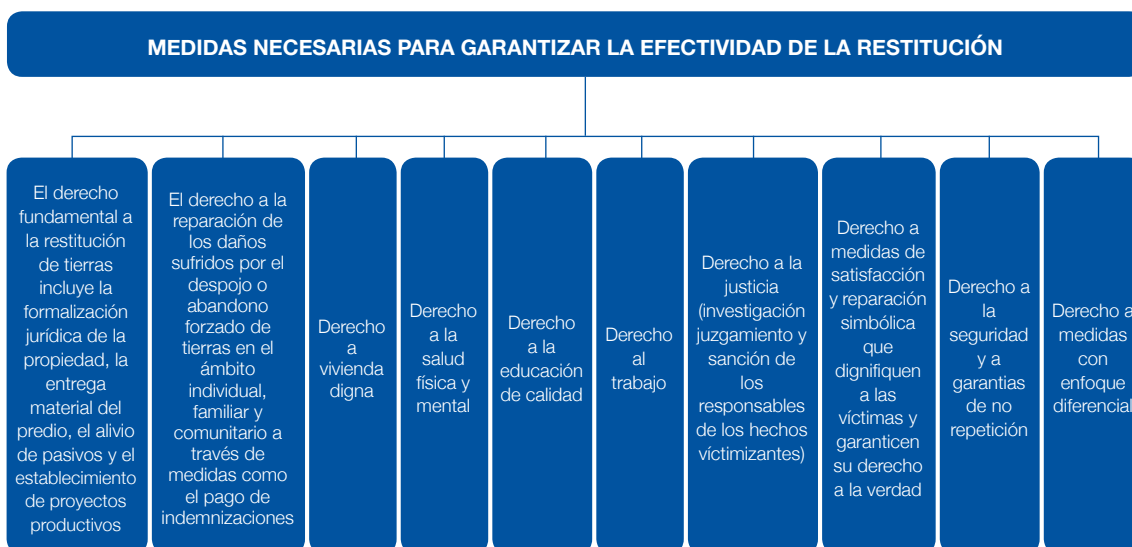 MEDIDAS NECESARIAS PARA GARANTIZAR LA EFECTIVIDAD DE LA RESTITUCIÓN
El derecho
fundamental a
la restitución
de tierras
incluye la
formalización
jurídica de la
propiedad, la
entrega
material del
predio, el alivio
de pasivos y el
establecimiento
de proyectos
productivos
El derecho a la
reparación de
los daños
sufridos por el
despojo o
abandono
forzado de
tierras en el
ámbito
individual,
familiar y
comunitario a
través de
medidas como
el pago de
indemnizaciones
Derecho
a
vivienda
digna
Derecho
a la
salud
física y
mental
Derecho
a la
educación
de calidad
Derecho
al
trabajo
Derecho a la
justicia
(investigación
juzgamiento y
sanción de
los
responsables
de los hechos
víctimizantes)
Derecho a
medidas de
satisfacción
y reparación
simbólica
que
dignifiquen
a las
víctimas y
garanticen
su derecho
a la verdad
Derecho a
la
seguridad
y a
garantias
de no
repetición
Derecho a
medidas
con
enfoque
diferencial